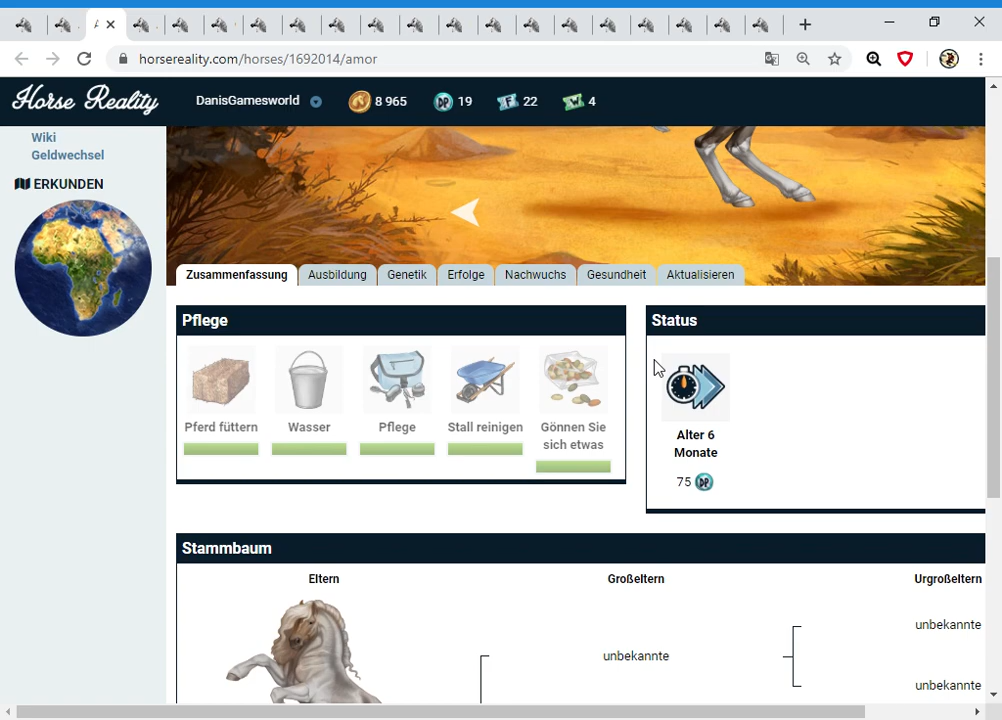 horsereality.com/horses/1692014/amor
Horse Reality
DanisGamesworld
8 965
DP
19
F
22
W
4
Wiki
Geldwechsel
ERKUNDEN
Zusammenfassung
Ausbildung
Genetik
Erfolge
Nachwuchs
Gesundheit
Aktualisieren
Pflege
Pferd füttern
Wasser
Pflege
Stall reinigen
Gönnen Sie
sich etwas
Status
Alter 6
Monate
75 DP
Stammbaum
Eltern
Großeltern
Urgroßeltern
unbekannte
unbekannte
unbekannte